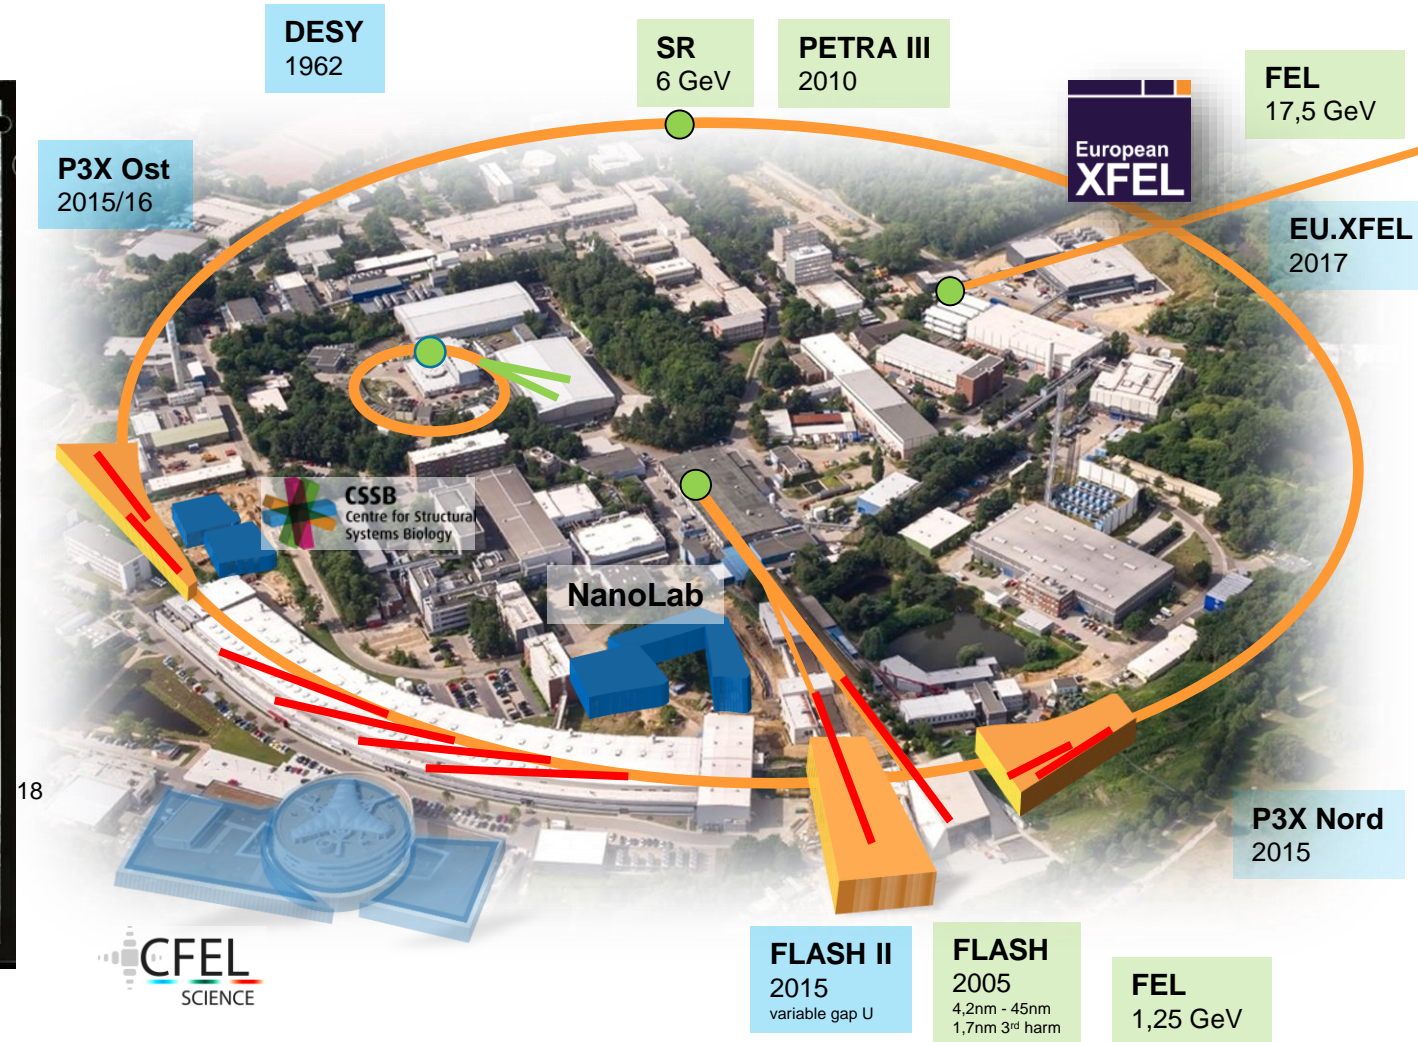 DESY
1962
SR
6 GeV
PETRA III
2010
FEL
17,5 GeV
European
XFEL
P3X Ost
2015/16
EU.XFEL
2017
CSSB
Centre for Structural
Systems Biology
NanoLab
18
P3X Nord
2015
CFEL
SCIENCE
FLASH II
2015
variable gap U
FLASH
2005
4,2nm - 45nm
1,7nm 3rd harm
FEL
1,25 GeV